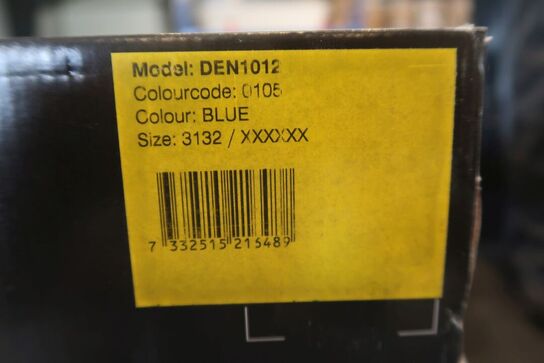 Model: DEN1012
Colourcode: 0105
Colour: BLUE
Size: 3132 / XXXXXX
7 332515 215489